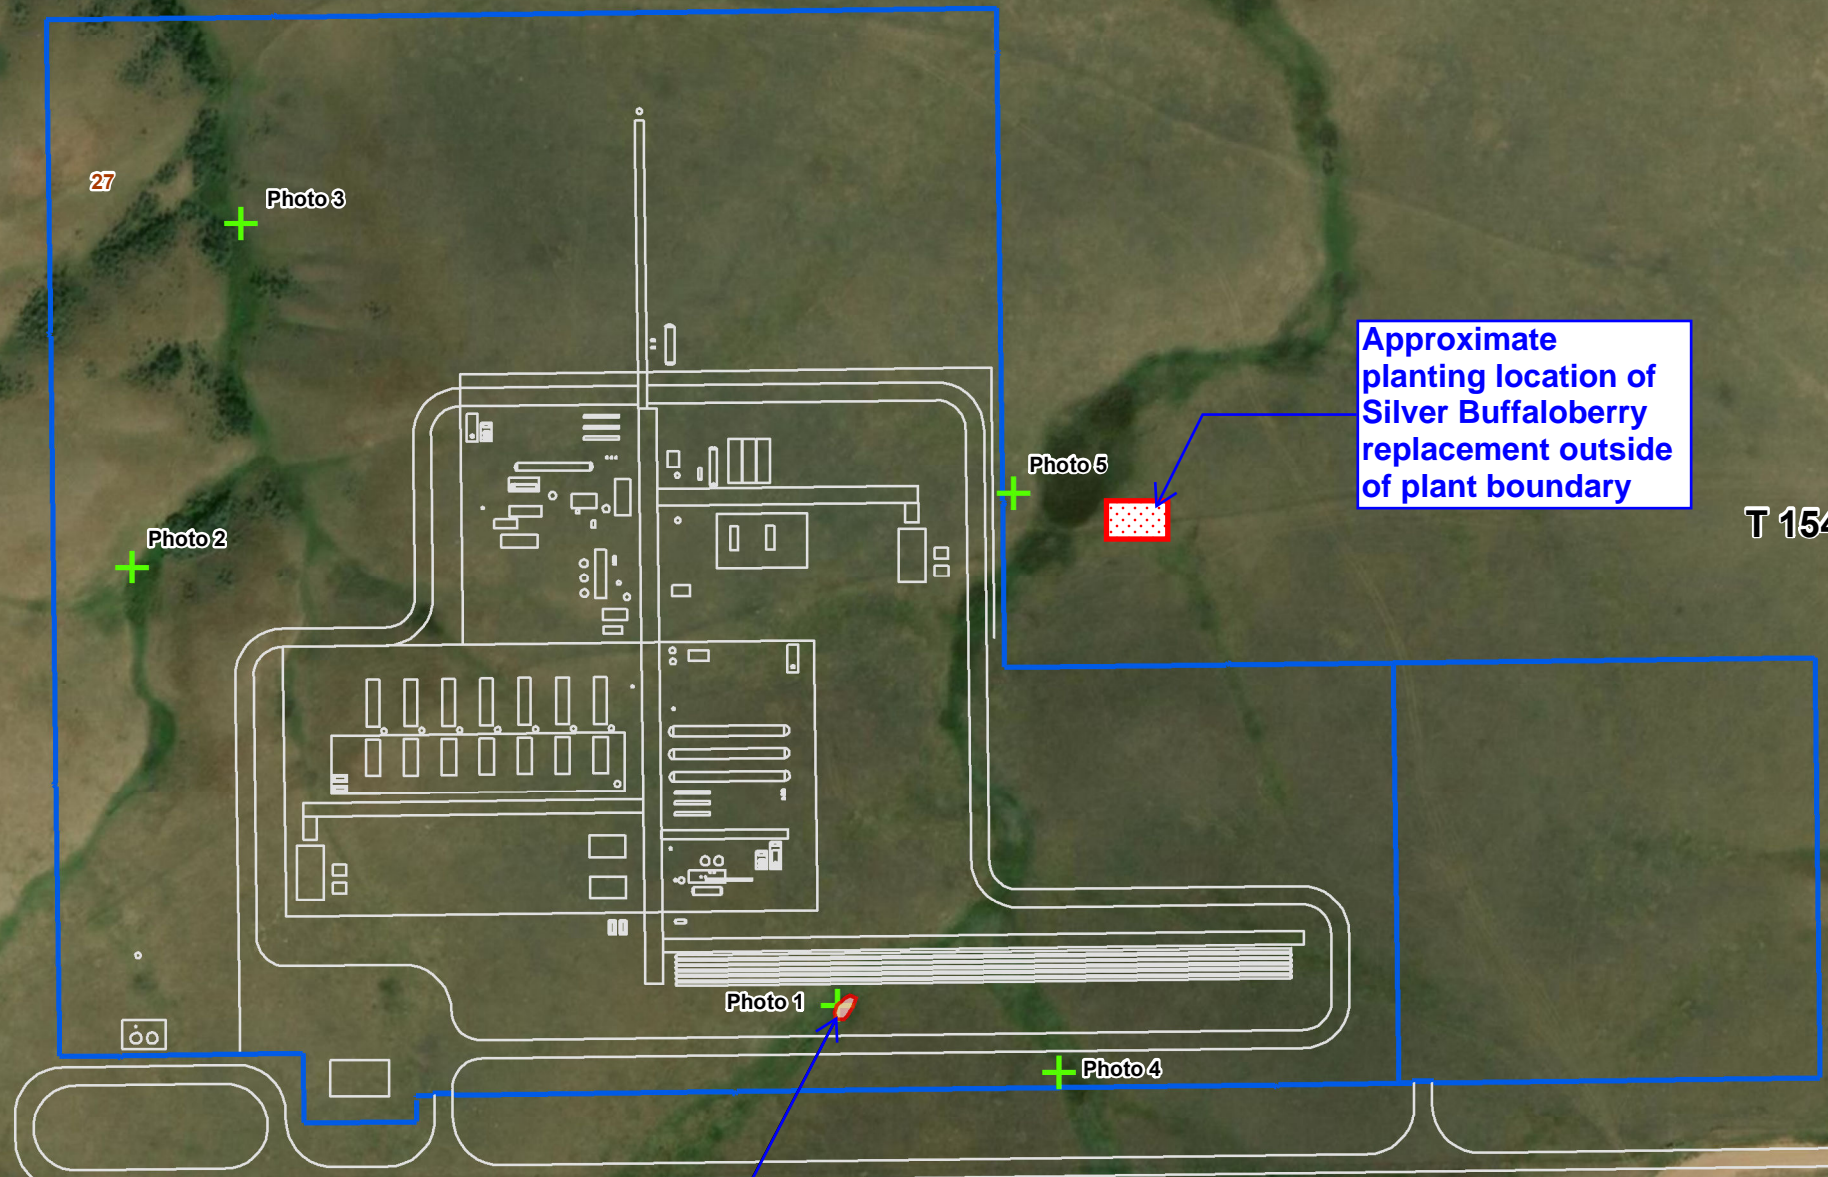 27
Photo 3
Approximate
planting location of
Silver Buffaloberry
replacement outside
of plant boundary
Photo 5
T 154
Photo 2
Photo 1
Photo 4